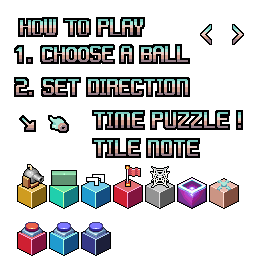 HOW TO PLAY
1. CHOOSE A BALL
2. SET DIRECTION
TIME PUZZLE !
TILE NOTE